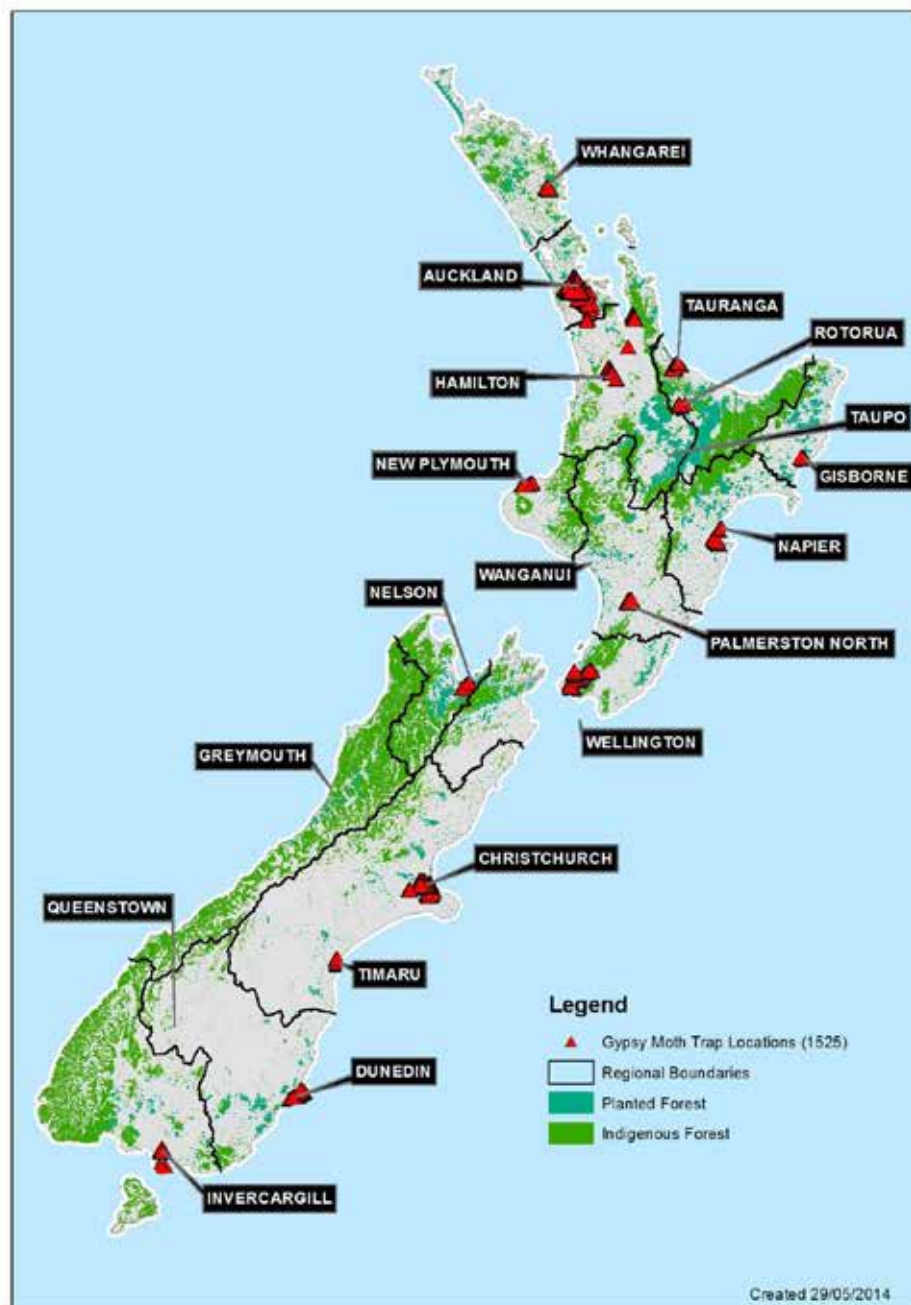 WHANGAREI
AUCKLAND
TAURANGA
ROTORUA
HAMILTON
TAUPO
NEW PLYMOUTH
GISBORNE
NAPIER
WANGANUI
NELSON
PALMERSTON NORTH
WELLINGTON
GREYMOUTH
CHRISTCHURCH
QUEENSTOWN
TIMARU
Legend
Gypsy Moth Trap Locations (1525)
Regional Boundaries
DUNEDIN
Planted Forest
Indigenous Forest
INVERCARGILL
Created 29/05/2014